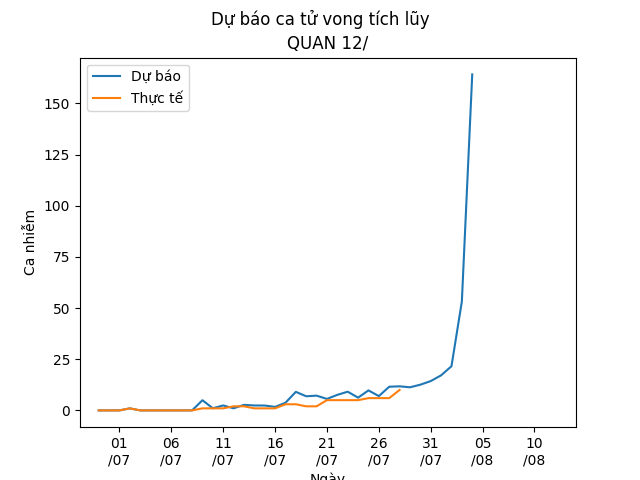 Dự báo ca tử vong tích lũy
QUAN 12/
Dự báo
Thực tế
Ca nhiễm
150
125
100
75
50
25
0
01 06 11 16 21 26 31 05 10
/07 /07 /07 /07 /07 /07 /07 /08 /08
Ngày